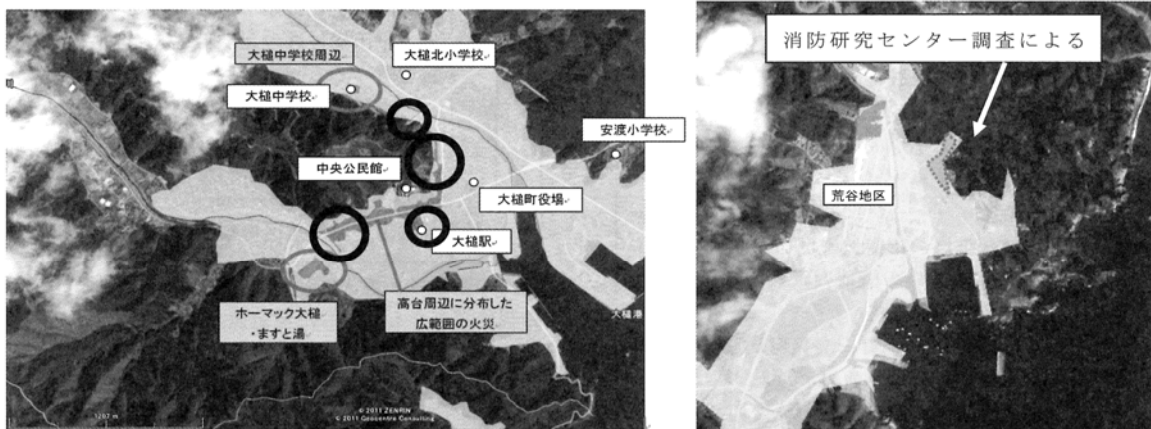 大槌中学校周辺
大槌北小学校
大槌中学校
安渡小学校
中央公民館
大槌町役場
大槌駅
ホーマック大槌
・ますと湯
高台周辺に分布した
広範囲の火災
大槌港
1287 m
© 2011 ZENRIN
© 2011 Geocentre Consulting
消防研究センター調査による
荒谷地区